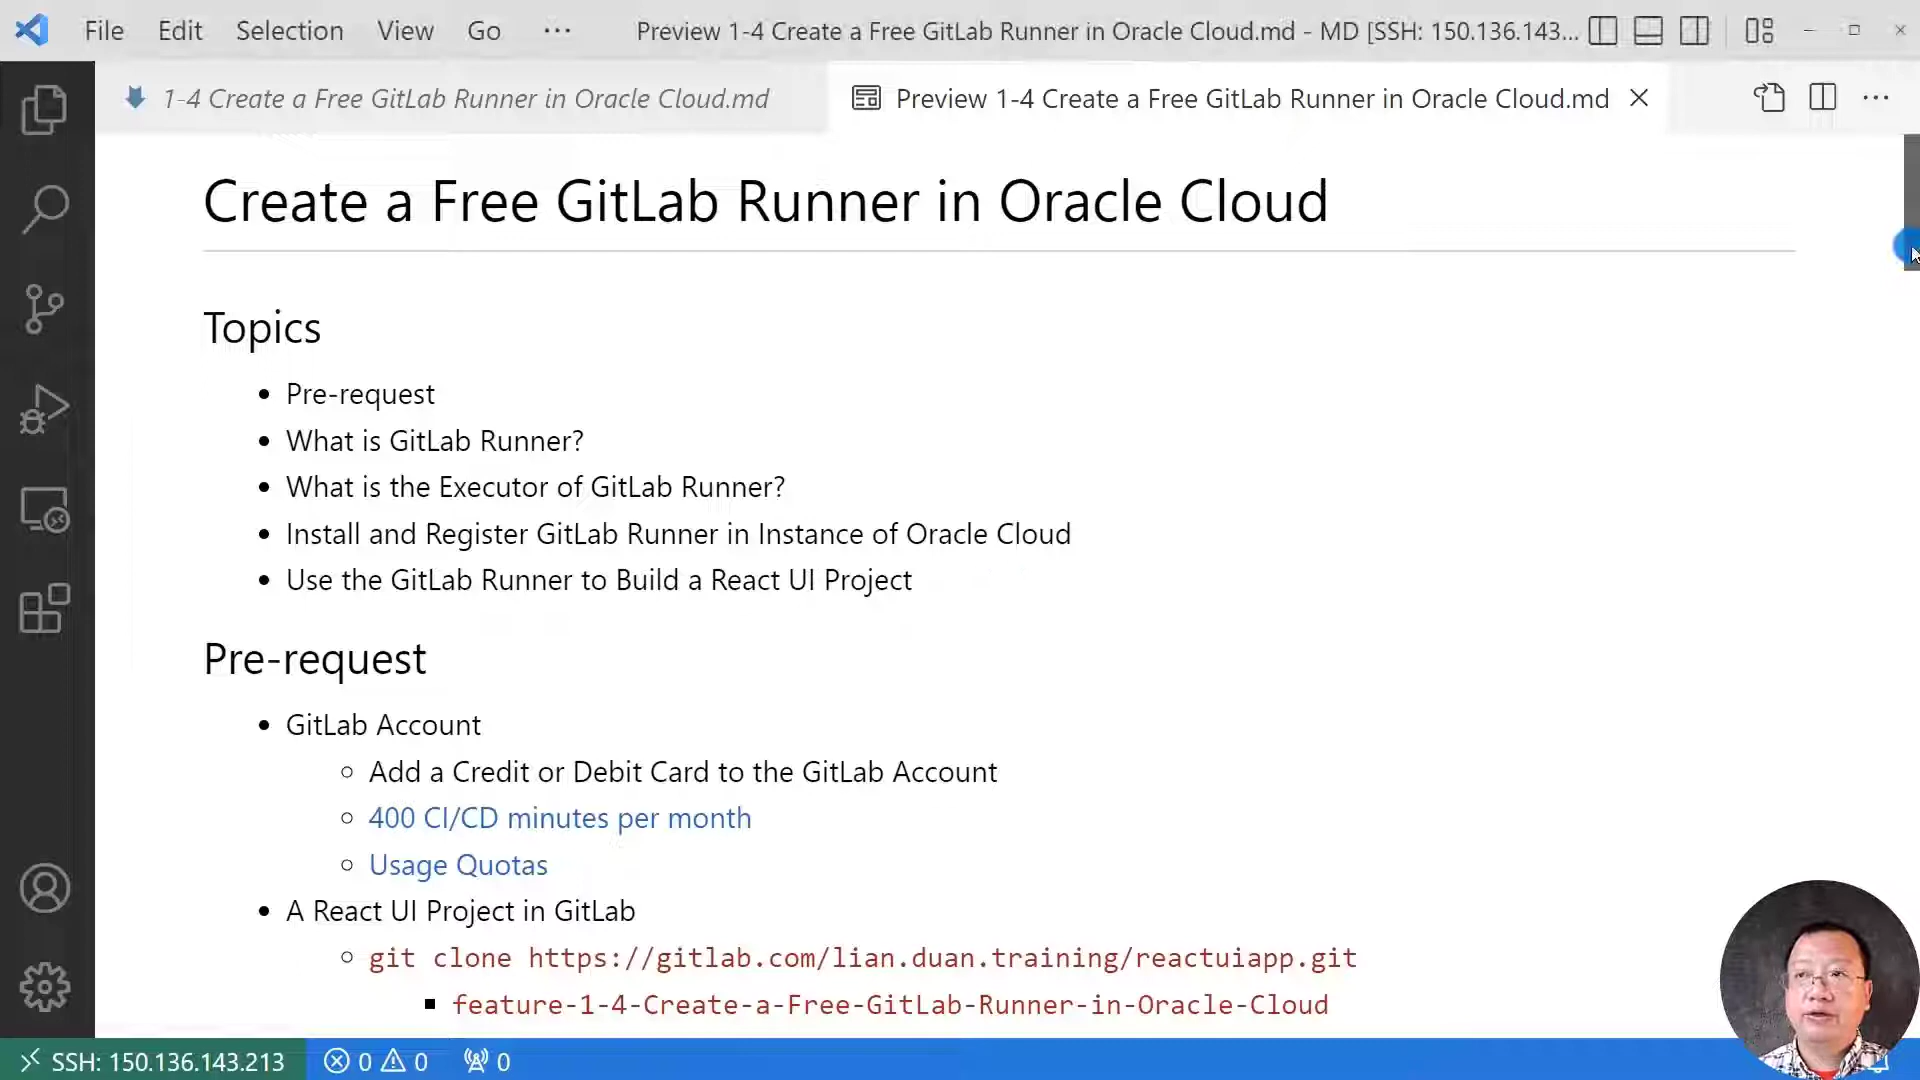 File Edit Selection View Go ··· Preview 1-4 Create a Free GitLab Runner in Oracle Cloud.md - MD [SSH: 150.136.143...
1-4 Create a Free GitLab Runner in Oracle Cloud.md Preview 1-4 Create a Free GitLab Runner in Oracle Cloud.md
Create a Free GitLab Runner in Oracle Cloud
Topics
• Pre-request
• What is GitLab Runner?
• What is the Executor of GitLab Runner?
• Install and Register GitLab Runner in Instance of Oracle Cloud
• Use the GitLab Runner to Build a React UI Project
Pre-request
• GitLab Account
◦ Add a Credit or Debit Card to the GitLab Account
◦ 400 CI/CD minutes per month
◦ Usage Quotas
• A React UI Project in GitLab
◦ git clone https://gitlab.com/lian.duan.training/reactuiapp.git
▪ feature-1-4-Create-a-Free-GitLab-Runner-in-Oracle-Cloud
SSH: 150.136.143.213 0 0 0